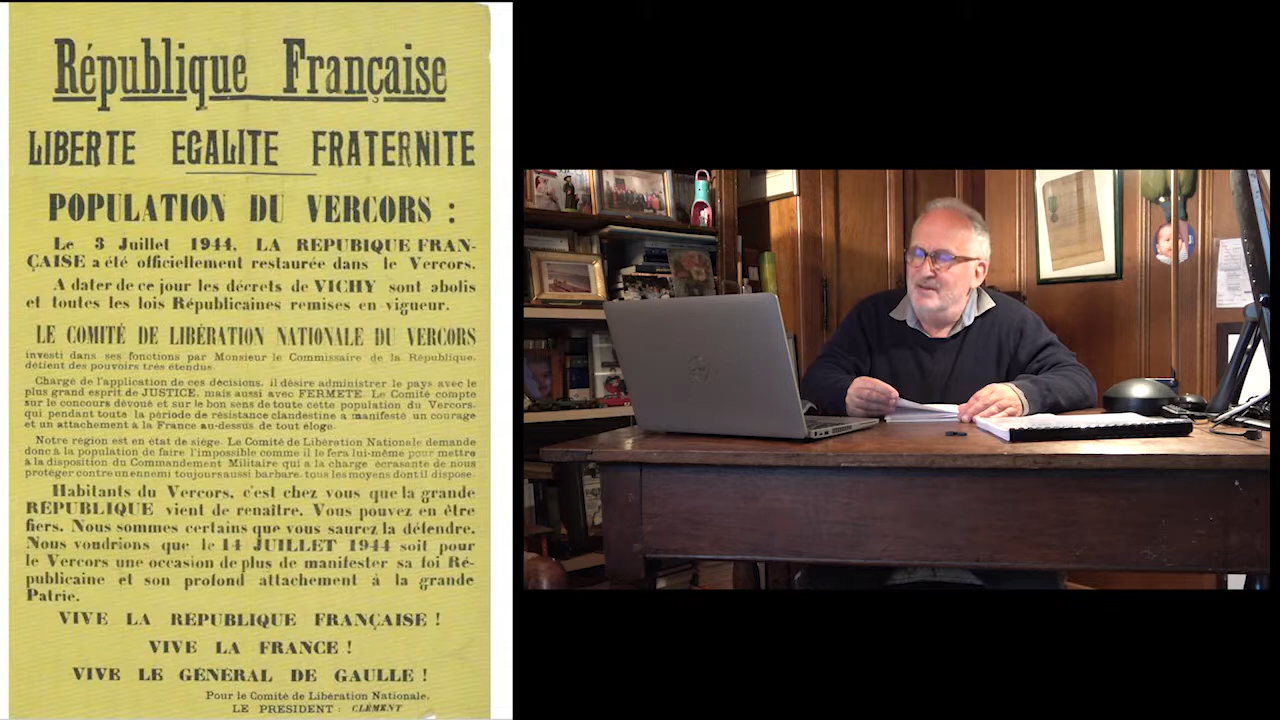 République Française
LIBERTE EGALITE FRATERNITE
POPULATION DU VERCORS :
Le 3 Juillet 1944, LA REPUBIQUE FRAN-
ÇAISE a été officiellement restaurée dans le Vercors.
A dater de ce jour les décrets de VICHY sont abolis
et toutes les lois Républicaines remises en vigueur.
LE COMITÉ DE LIBÉRATION NATIONALE DU VERCORS
investi dans ses fonctions par Monsieur le Commissaire de la République,
détient des pouvoirs très étendus.
Chargé de l'application de ces décisions, il désire administrer le pays avec le
plus grand esprit de JUSTICE, mais aussi avec FERMETE. Le Comité compte
sur le concours dévoué et sur le bon sens de toute cette population du Vercors,
qui pendant toute la période de résistance clandestine a manifesté un courage
et un attachement à la France au-dessus de tout éloge.
Notre région est en état de siège. Le Comité de Libération Nationale demande
donc à la population de faire l'impossible comme il le fera lui-même pour mettre
à la disposition du Commandement Militaire qui a la charge écrasante de nous
protéger contre un ennemi toujours aussi barbare, tous les moyens dont il dispose.
Habitants du Vercors, c'est chez vous que la grande
RÉPUBLIQUE vient de renaître. Vous pouvez en être
fiers. Nous sommes certains que vous saurez la défendre.
Nous voudrions que le 14 JUILLET 1944 soit pour
le Vercors une occasion de plus de manifester sa foi Ré-
publicaine et son profond attachement à la grande
Patrie.
VIVE LA REPUBLIQUE FRANÇAISE !
VIVE LA FRANCE !
VIVE LE GÉNÉRAL DE GAULLE !
Pour le Comité de Libération Nationale,
LE PRESIDENT : CLÉMENT